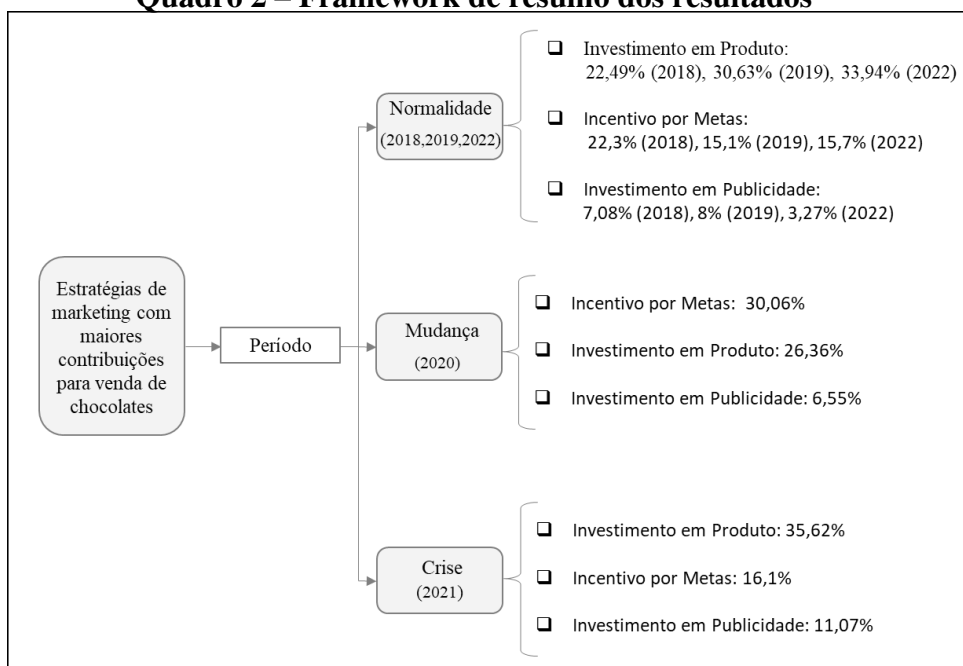 Quadro 2 – Framework de resumo dos resultados
Estratégias de
marketing com
maiores
contribuições
para venda de
chocolates
Período
Normalidade
(2018,2019,2022)
❑ Investimento em Produto:
22,49% (2018), 30,63% (2019), 33,94% (2022)
❑ Incentivo por Metas:
22,3% (2018), 15,1% (2019), 15,7% (2022)
❑ Investimento em Publicidade:
7,08% (2018), 8% (2019), 3,27% (2022)
Mudança
(2020)
❑ Incentivo por Metas: 30,06%
❑ Investimento em Produto: 26,36%
❑ Investimento em Publicidade: 6,55%
Crise
(2021)
❑ Investimento em Produto: 35,62%
❑ Incentivo por Metas: 16,1%
❑ Investimento em Publicidade: 11,07%